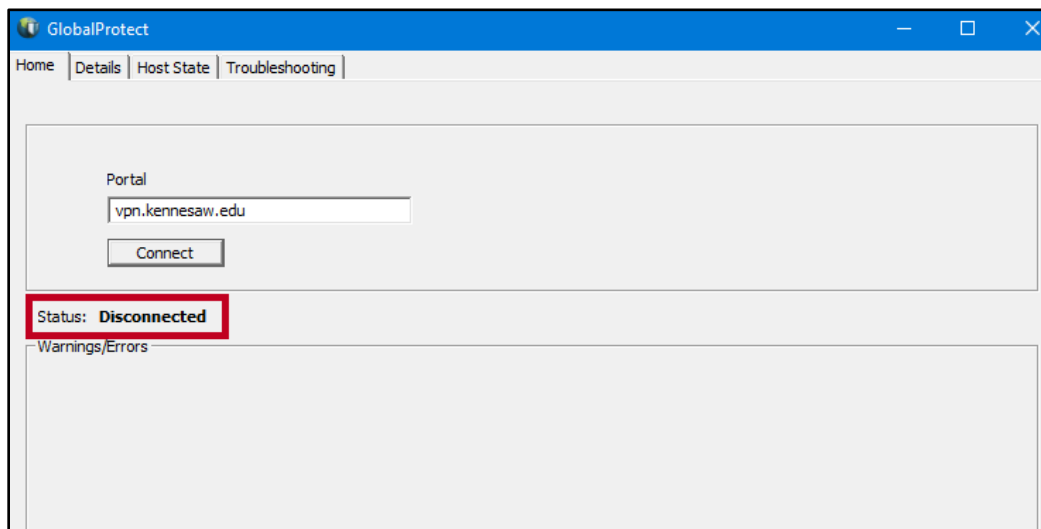 GlobalProtect
Home Details Host State Troubleshooting
Portal
vpn.kennesaw.edu
Connect
Status: Disconnected
Warnings/Errors